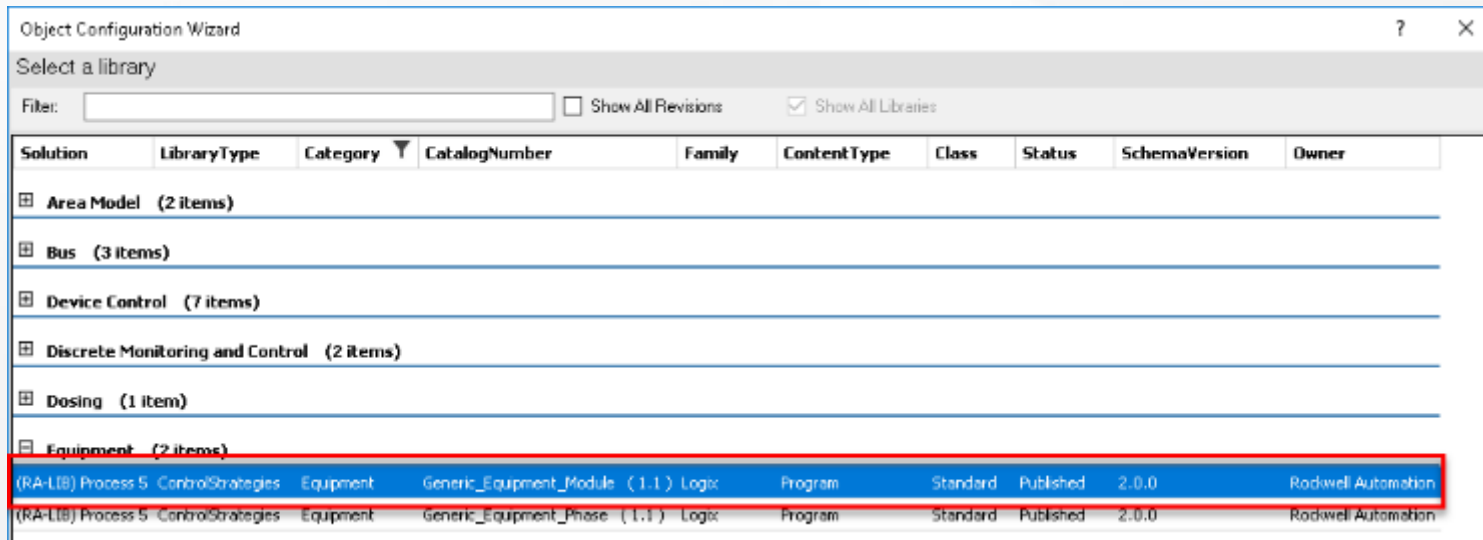 Object Configuration Wizard ?
Select a library
Filter: Show All Revisions Show All Libraries
Solution LibraryType Category CatalogNumber Family ContentType Class Status SchemaVersion Owner
Area Model (2 items)
Bus (3 items)
Device Control (7 items)
Discrete Monitoring and Control (2 items)
Dosing (1 item)
Equipment (2 items)
(RA-LIB) Process 5 ControlStrategies Equipment Generic_Equipment_Module (1.1) Logix Program Standard Published 2.0.0 Rockwell Automation
(RA-LIB) Process 5 ControlStrategies Equipment Generic_Equipment_Phase (1.1) Logix Program Standard Published 2.0.0 Rockwell Automation